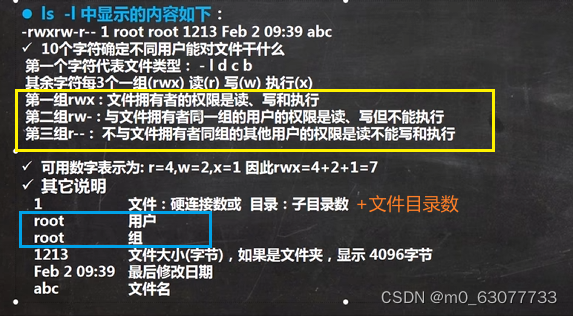 ● ls -l 中显示的内容如下：
-rwxrw-r-- 1 root root 1213 Feb 2 09:39 abc
✓ 10个字符确定不同用户能对文件干什么
第一个字符代表文件类型： - l d c b
其余字符每3个一组(rwx) 读(r) 写(w) 执行(x)
第一组rwx : 文件拥有者的权限是读、写和执行
第二组rw- : 与文件拥有者同一组的用户的权限是读、写但不能执行
第三组r-- : 不与文件拥有者同组的其他用户的权限是读不能写和执行
✓ 可用数字表示为: r=4,w=2,x=1 因此rwx=4+2+1=7
✓ 其它说明
1 文件：硬连接数或 目录：子目录数 +文件目录数
root 用户
root 组
1213 文件大小(字节)，如果是文件夹，显示 4096字节
Feb 2 09:39 最后修改日期
abc 文件名
CSDN @m0_63077733